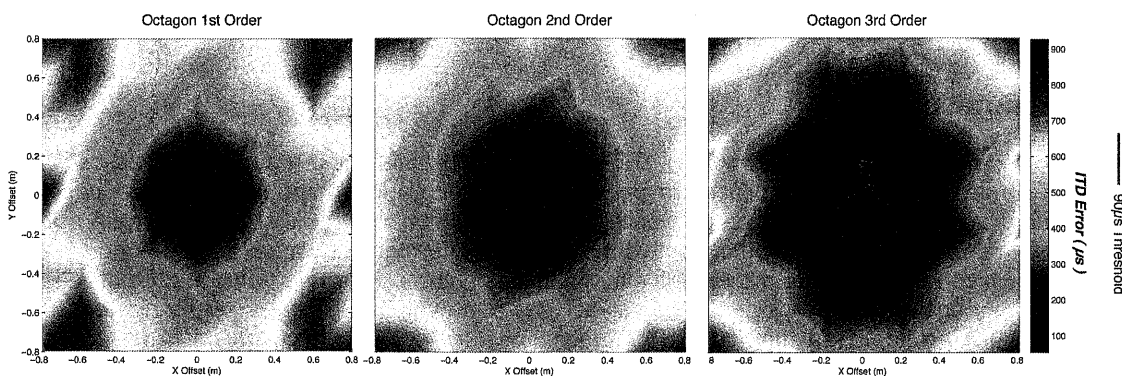 Octagon 1st Order
Octagon 2nd Order
Octagon 3rd Order
0.8
0.6
0.4
0.2
0
−0.2
−0.4
−0.6
−0.8
Y Offset (m)
−0.8 −0.6 −0.4 −0.2 0 0.2 0.4 0.6 0.8
X Offset (m)
−0.8 −0.6 −0.4 −0.2 0 0.2 0.4 0.6 0.8
X Offset (m)
8 −0.6 −0.4 −0.2 0 0.2 0.4 0.6 0.8
X Offset (m)
900
800
700
600
500
400
300
200
100
ITD Error (µs)
90µs Threshold